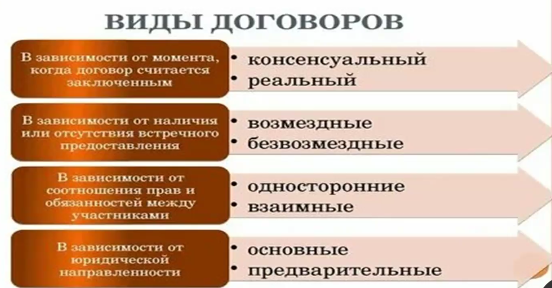 ВИДЫ ДОГОВОРОВ
В зависимости от момента,
когда договор считается
заключенным
• консенсуальный
• реальный
В зависимости от наличия
или отсутствия встречного
предоставления
• возмездные
• безвозмездные
В зависимости от
соотношения прав и
обязанностей между
участниками
• односторонние
• взаимные
В зависимости от
юридической
направленности
• основные
• предварительные